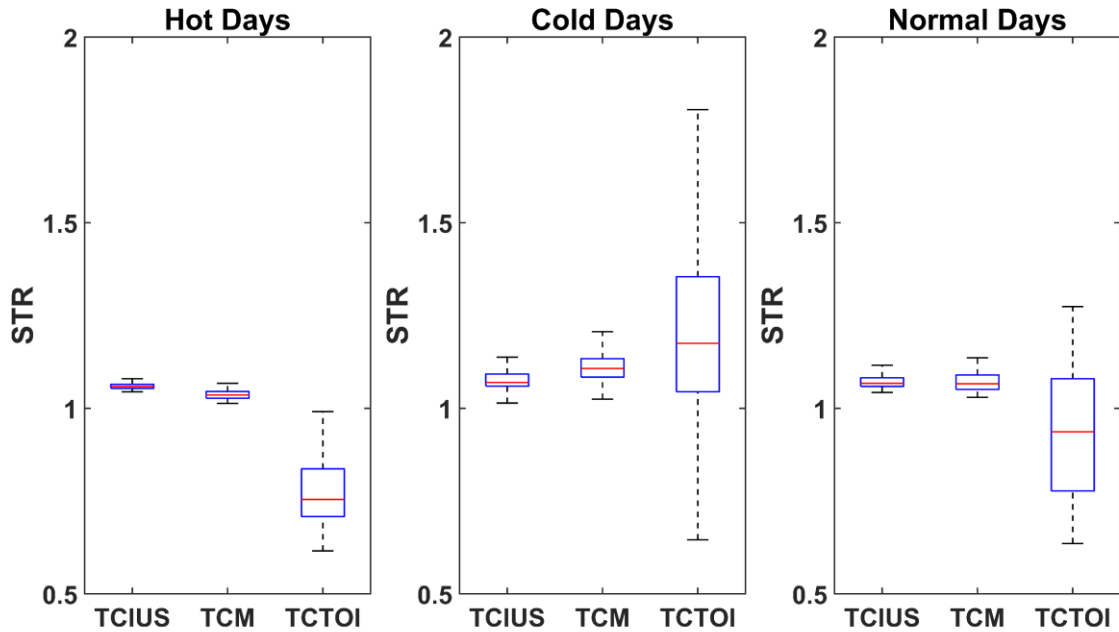 Hot Days
2
1.5
1
0.5
STR
TCIUS TCM TCTOI
Cold Days
2
1.5
1
0.5
STR
TCIUS TCM TCTOI
Normal Days
2
1.5
1
0.5
STR
TCIUS TCM TCTOI